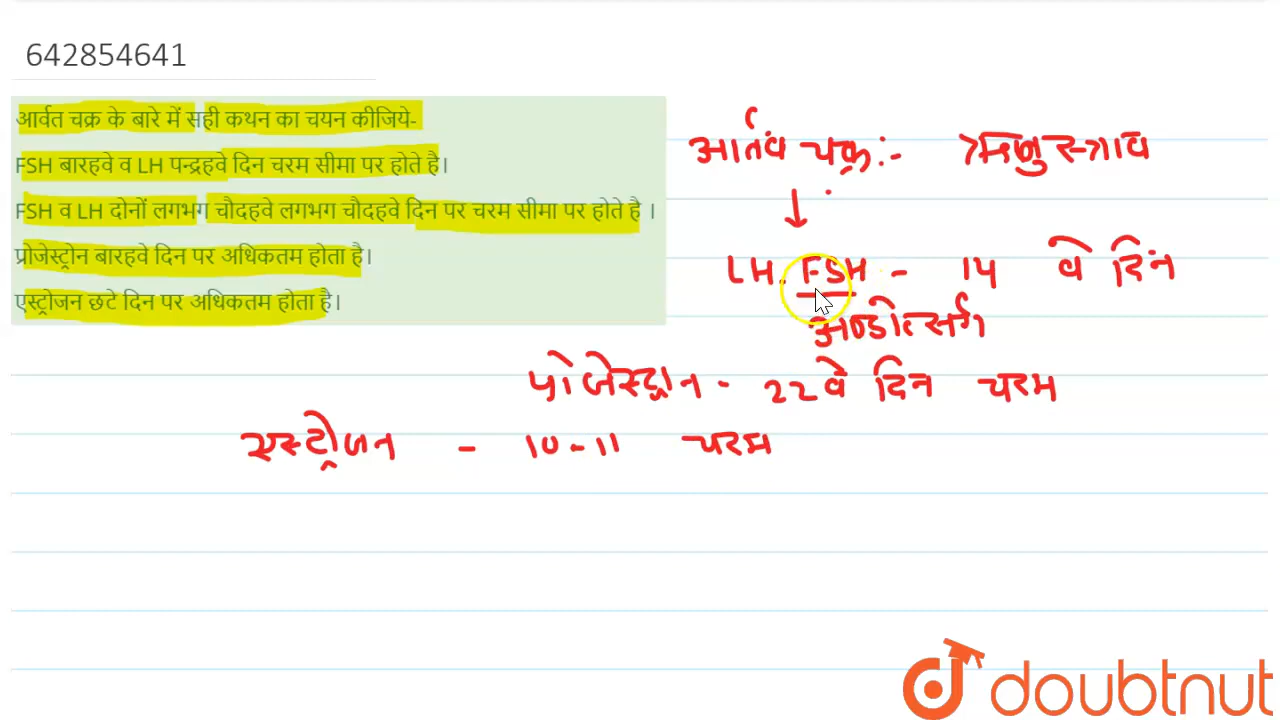 642854641
आर्वत चक्र के बारे में सही कथन का चयन कीजिये-
FSH बारहवे व LH पन्द्रहवे दिन चरम सीमा पर होते है।
FSH व LH दोनों लगभग चौदहवे लगभग चौदहवे दिन पर चरम सीमा पर होते है ।
प्रोजेस्ट्रोन बारहवे दिन पर अधिकतम होता है।
एस्ट्रोजन छटे दिन पर अधिकतम होता है।
आर्तव चक्र :-
LH. FSH - 14 वे दिन
अण्डोत्सर्ग
प्रोजेस्ट्रान - 22 वे दिन चरम
एस्ट्रोजन - 10-11 चरम
doubtnut